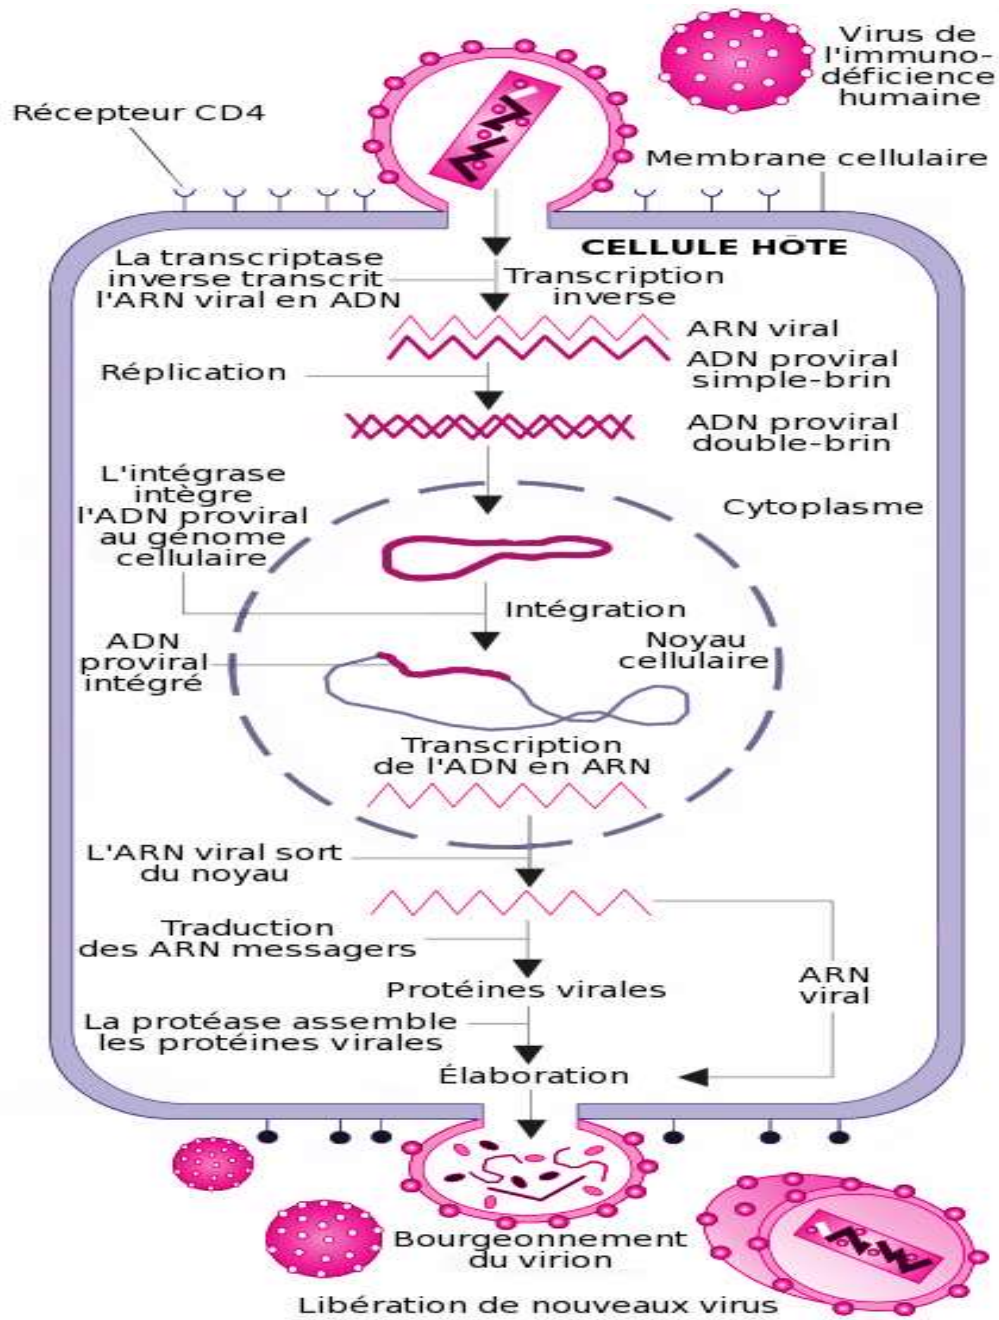 Virus de
l'immuno-
déficience
humaine
Récepteur CD4
Membrane cellulaire
CELLULE HÔTE
La transcriptase
inverse transcrit
l'ARN viral en ADN
Transcription
inverse
ARN viral
ADN proviral
simple-brin
Réplication
ADN proviral
double-brin
L'intégrase
intègre
l'ADN proviral
au génome
cellulaire
Cytoplasme
Intégration
ADN
proviral
intégré
Noyau
cellulaire
Transcription
de l'ADN en ARN
L'ARN viral sort
du noyau
Traduction
des ARN messagers
ARN
viral
Protéines virales
La protéase assemble
les protéines virales
Élaboration
Bourgeonnement
du virion
Libération de nouveaux virus